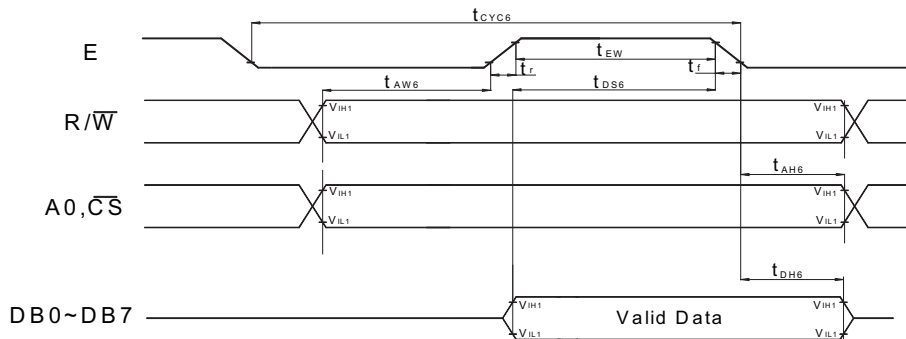 tCYC6
E
tEW
tr
tf
tAW6
tDS6
R/W̅
VIH1
VIH1
VIL1
VIL1
tAH6
A0,C̅S̅
VIH1
VIH1
VIL1
VIL1
tDH6
DB0~DB7
VIH1
Valid Data
VIH1
VIL1
VIL1